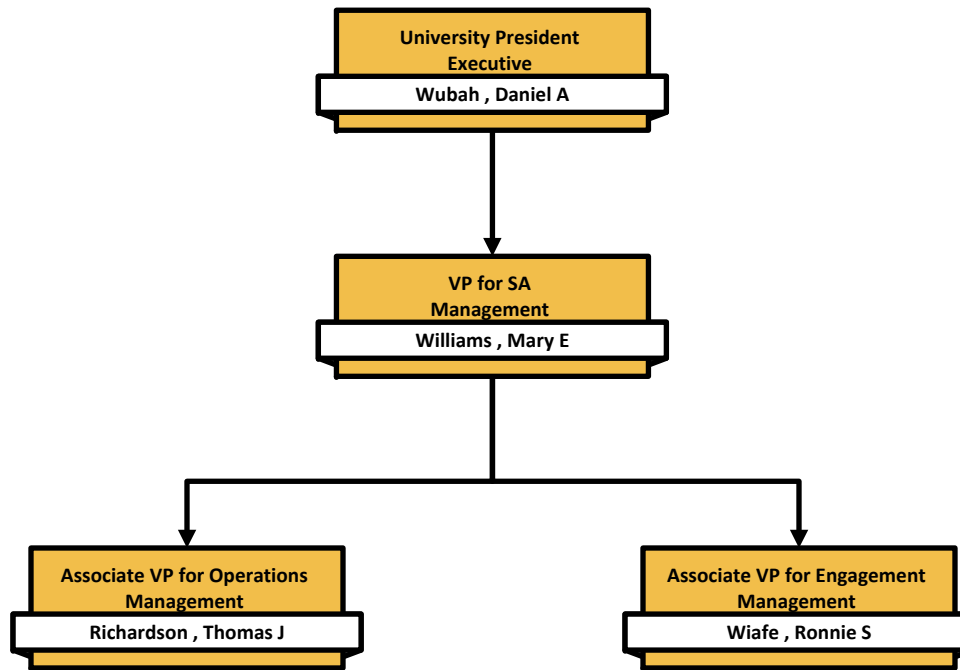 University President
Executive
Wubah , Daniel A
VP for SA
Management
Williams , Mary E
Associate VP for Operations
Management
Richardson , Thomas J
Associate VP for Engagement
Management
Wiafe , Ronnie S